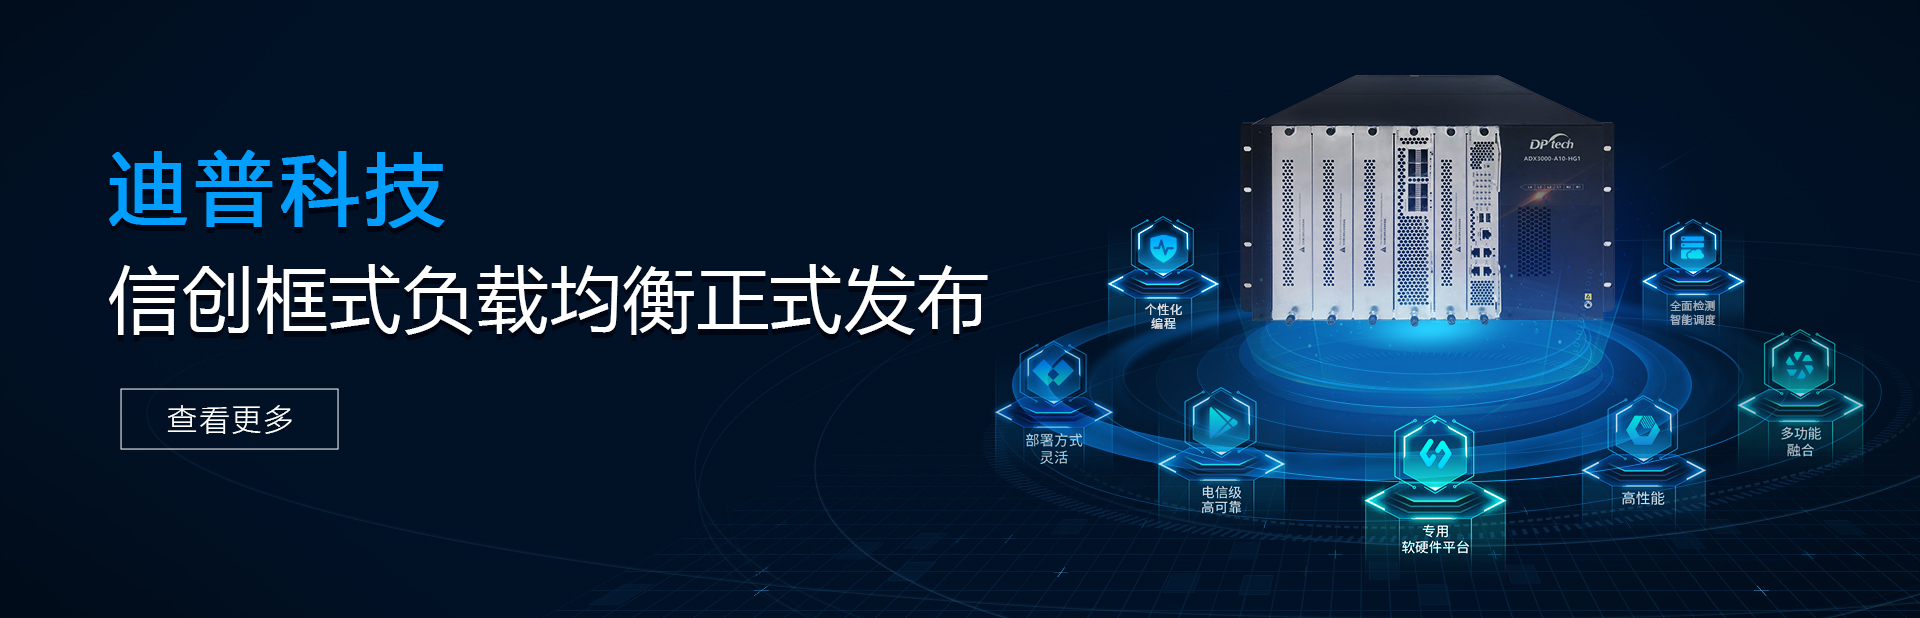 迪普科技
信创框式负载均衡正式发布
查看更多
DPtech
ADX3000-A10-HG1
个性化
编程
全面检测
智能调度
部署方式
灵活
多功能
融合
电信级
高可靠
高性能
专用
软硬件平台